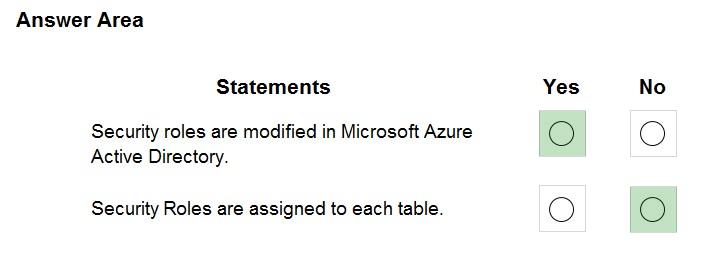 Answer Area
Statements Yes No
Security roles are modified in Microsoft Azure
Active Directory.
Security Roles are assigned to each table.